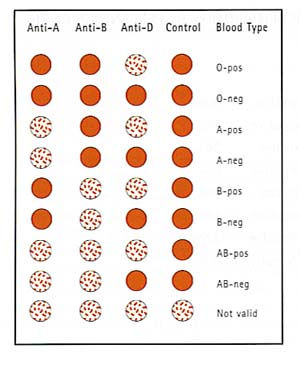 Anti-A Anti-B Anti-D Control Blood Type
O-pos
O-neg
A-pos
A-neg
B-pos
B-neg
AB-pos
AB-neg
Not valid